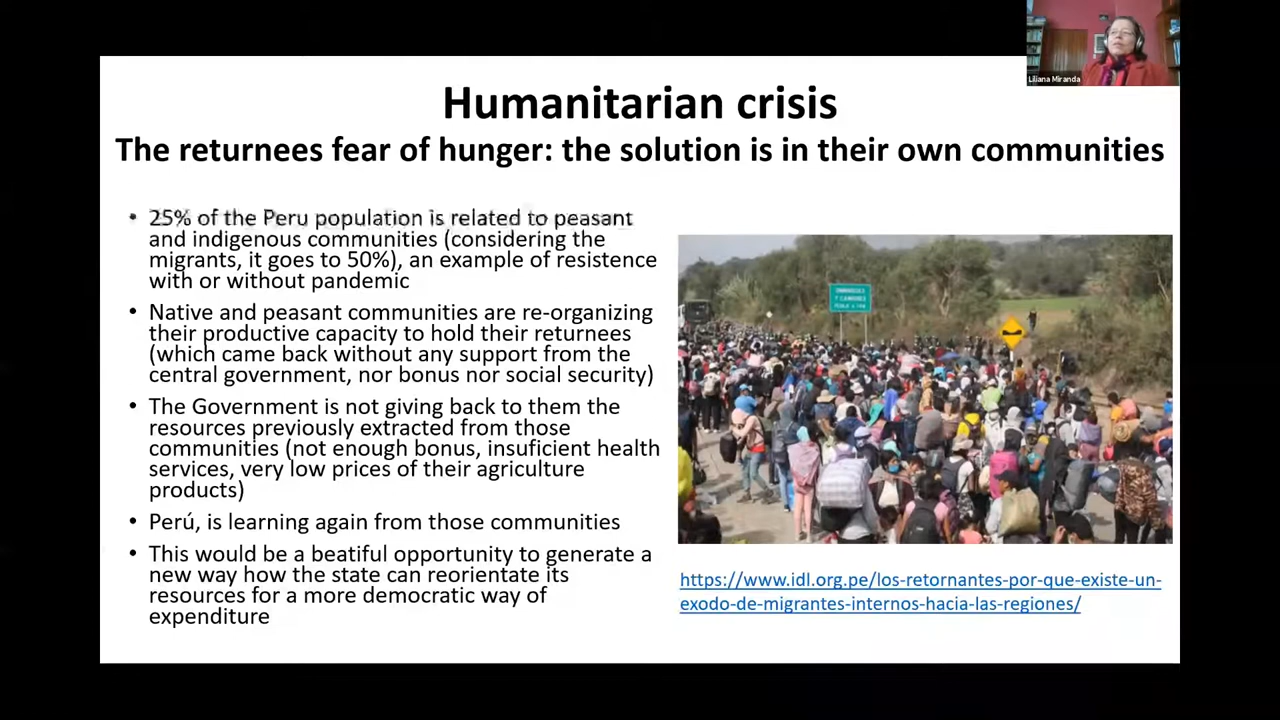 Liliana Miranda
Humanitarian crisis
The returnees fear of hunger: the solution is in their own communities
• 25% of the Peru population is related to peasant
and indigenous communities (considering the
migrants, it goes to 50%), an example of resistence
with or without pandemic
• Native and peasant communities are re-organizing
their productive capacity to hold their returnees
(which came back without any support from the
central government, nor bonus nor social security)
• The Government is not giving back to them the
resources previously extracted from those
communities (not enough bonus, insuficient health
services, very low prices of their agriculture
products)
• Perú, is learning again from those communities
• This would be a beatiful opportunity to generate a
new way how the state can reorientate its
resources for a more democratic way of
expenditure
https://www.idl.org.pe/los-retornantes-por-que-existe-un-
exodo-de-migrantes-internos-hacia-las-regiones/